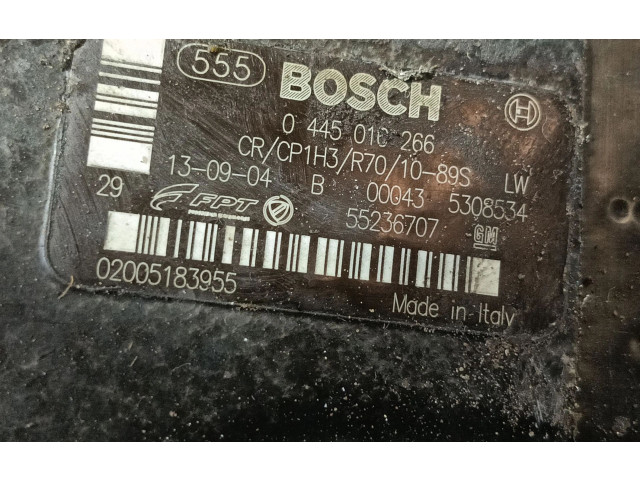 555 BOSCH
0 445 010 266
CR/CP1H3/R70/10-89S LW
13-09-04 B 00043 5308534
29 FPT 55236707 GM
02005183955
Made in Italy